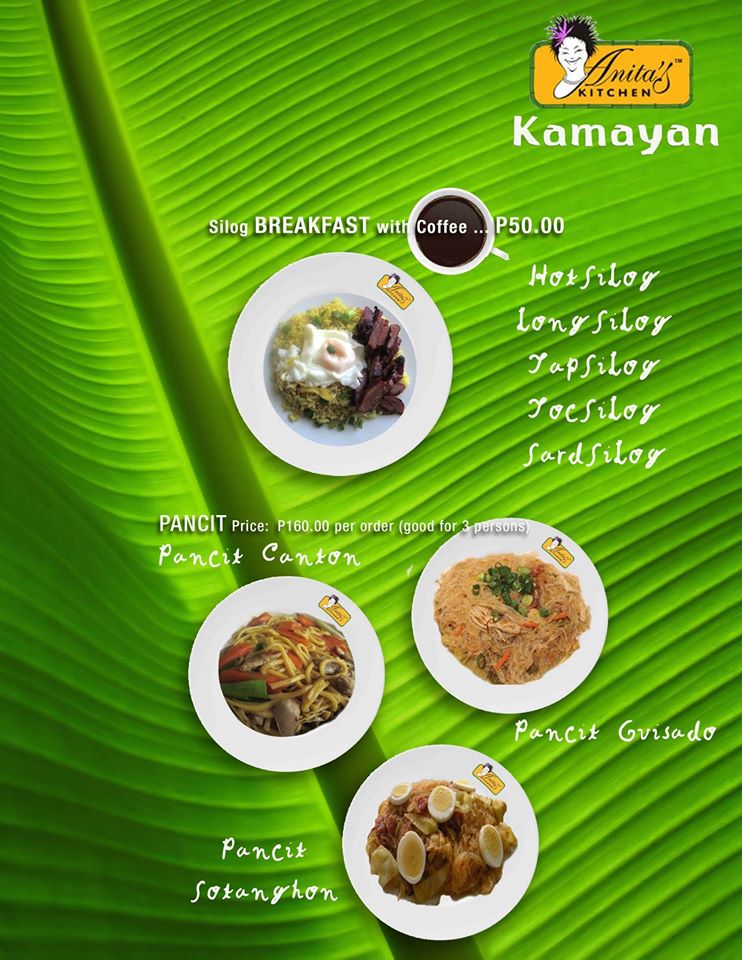 Anita's™
KITCHEN
Kamayan
Silog BREAKFAST with Coffee ... P50.00
HotSilog
LongSilog
TapSilog
TocSilog
SardSilog
PANCIT Price: P160.00 per order (good for 3 persons)
Pancit Canton
Pancit Guisado
Pancit
Sotanghon